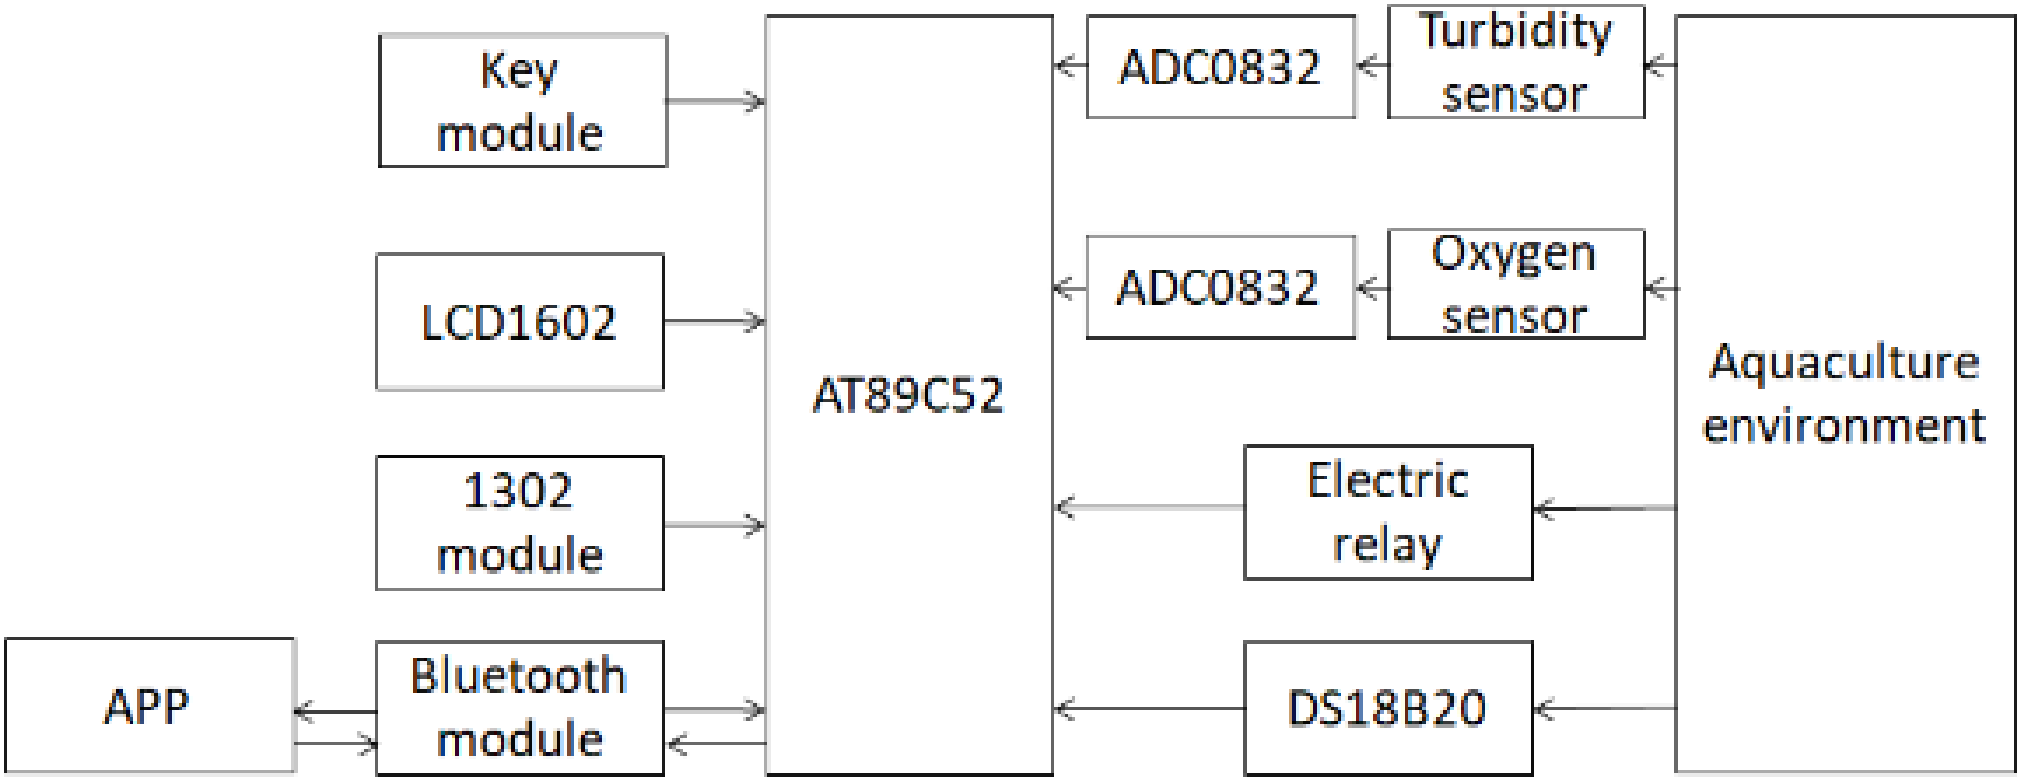 Key
module
LCD1602
1302
module
APP
Bluetooth
module
AT89C52
ADC0832
Turbidity
sensor
ADC0832
Oxygen
sensor
Electric
relay
DS18B20
Aquaculture
environment